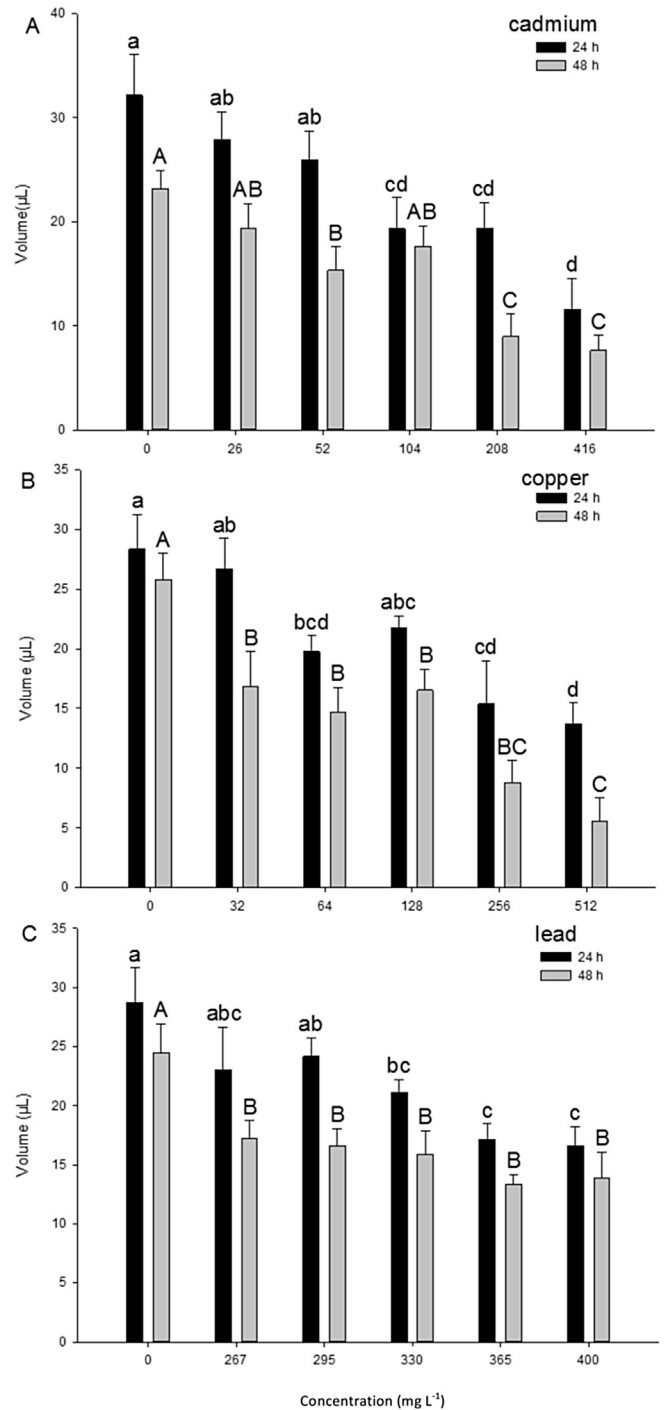 A
cadmium
24 h
48 h
40
30
20
10
0
Volume(µL)
a
A
ab
AB
ab
B
cd
AB
cd
C
d
C
0 26 52 104 208 416
B
copper
24 h
48 h
35
30
25
20
15
10
5
0
Volume (µL)
a
A
ab
B
bcd
B
abc
B
cd
BC
d
C
0 32 64 128 256 512
C
lead
24 h
48 h
35
30
25
20
15
10
5
0
Volume (µL)
a
A
abc
B
ab
B
bc
B
c
B
c
B
0 267 295 330 365 400
Concentration (mg L⁻¹)